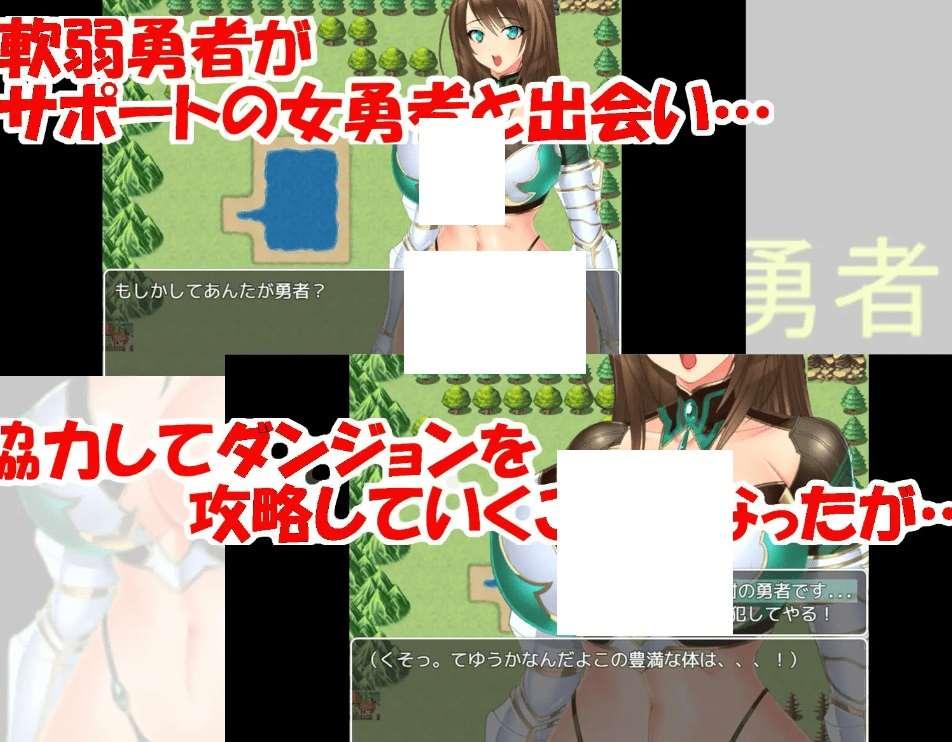 軟弱勇者が
サポートの女勇者と出会い…
もしかしてあんたが勇者？
勇者
協力してダンジョンを
攻略していくこ　　なったが…
の勇者です...
犯してやる！
（くそっ。てゆうかなんだよこの豊満な体は、、、！）